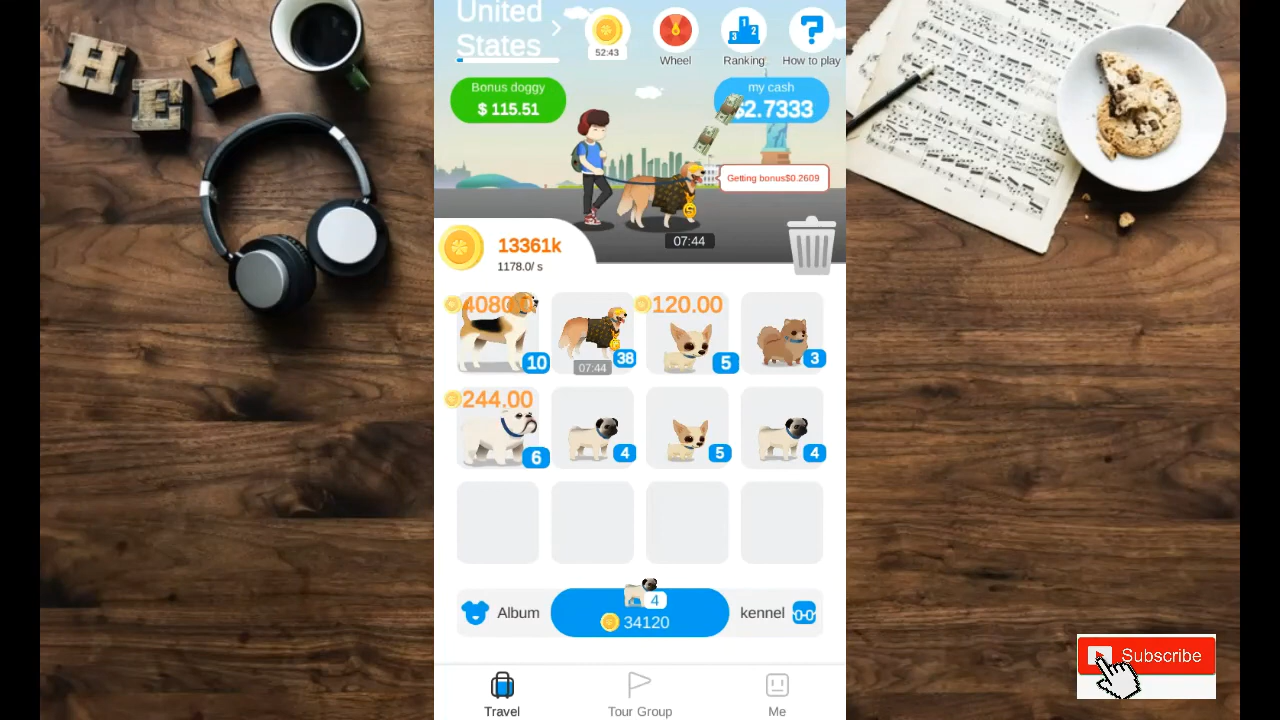 HEY
United
States
52:43
Wheel
Ranking
How to play
Bonus doggy
$ 115.51
my cash
$2.7333
Getting bonus$0.2609
07:44
13361k
1178.0/ s
10
07:44
38
120.00
5
3
244.00
6
4
5
4
4
34120
Album
kennel
Travel
Tour Group
Me
Subscribe